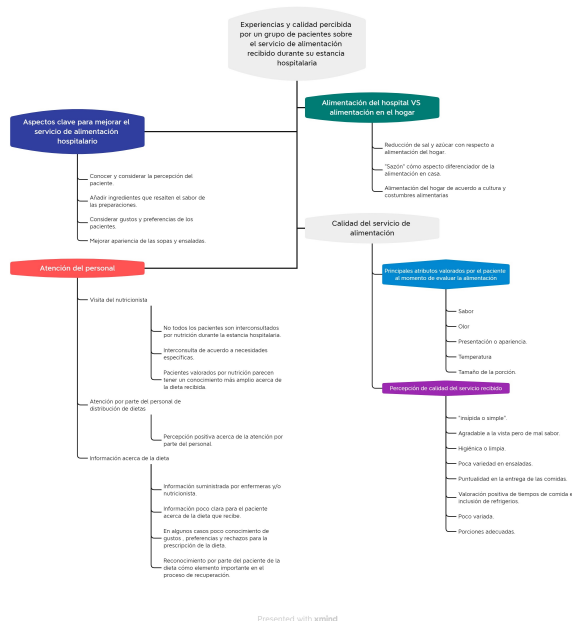 Experiencias y calidad percibida
por un grupo de pacientes sobre
el servicio de alimentación
recibido durante su estancia
hospitalaria
Alimentación del hospital VS
alimentación en el hogar
Reducción de sal y azúcar con respecto a
alimentación del hogar
"Sazón" cómo aspecto diferenciador de la
alimentación en casa.
Alimentación del hogar de acuerdo a cultura y
costumbres alimentarias
Aspectos clave para mejorar el
servicio de alimentación
hospitalario
Conocer y considerar la percepción del
paciente.
Añadir ingredientes que resalten el sabor de
las preparaciones.
Considerar gustos y preferencias de los
pacientes.
Mejorar apariencia de las sopas y ensaladas.
Calidad del servicio de
alimentación
Principales atributos valorados por el paciente
al momento de evaluar la alimentación
Sabor
Olor
Presentación o apariencia.
Temperatura
Tamaño de la porción.
Percepción de calidad del servicio recibido
"insípida o simple".
Agradable a la vista pero de mal sabor.
Higiénica o limpia.
Poca variedad en ensaladas.
Puntualidad en la entrega de las comidas.
Valoración positiva de tiempos de comida e
inclusión de refrigerios.
Poco variada.
Porciones adecuadas.
Atención del personal
Visita del nutricionista
No todos los pacientes son interconsultados
por nutrición durante la estancia hospitalaria.
Interconsulta de acuerdo a necesidades
específicas.
Pacientes valorados por nutrición parecen
tener un conocimiento más amplio acerca de
la dieta recibida.
Atención por parte del personal de
distribución de dietas
Percepción positiva acerca de la atención por
parte del personal.
Información acerca de la dieta
Información suministrada por enfermeras y/o
nutricionista.
Información poco clara para el paciente
acerca de la dieta que recibe.
En algunos casos poco conocimiento de
gustos , preferencias y rechazos para la
prescripción de la dieta.
Reconocimiento por parte del paciente de la
dieta cómo elemento importante en el
proceso de recuperación.
Presented with xmind